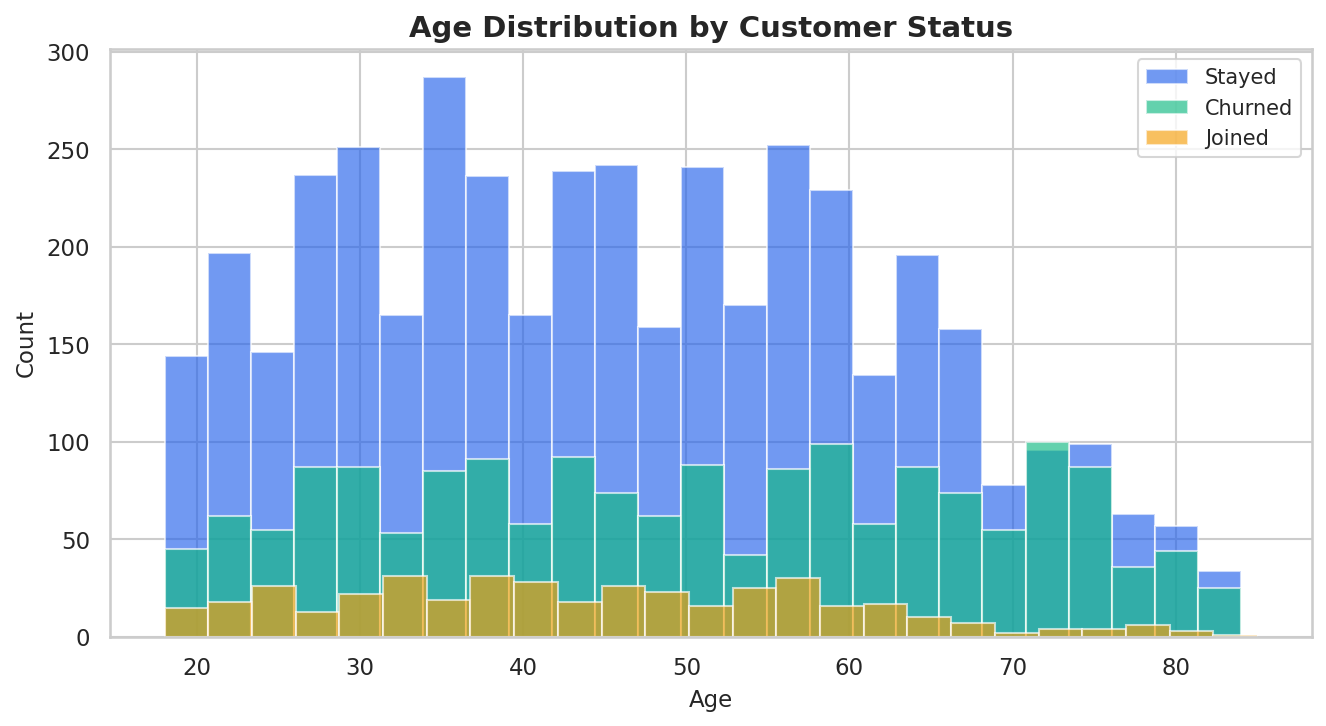 Age Distribution by Customer Status
Stayed
Churned
Joined
300
250
200
150
100
50
0
Count
20 30 40 50 60 70 80
Age